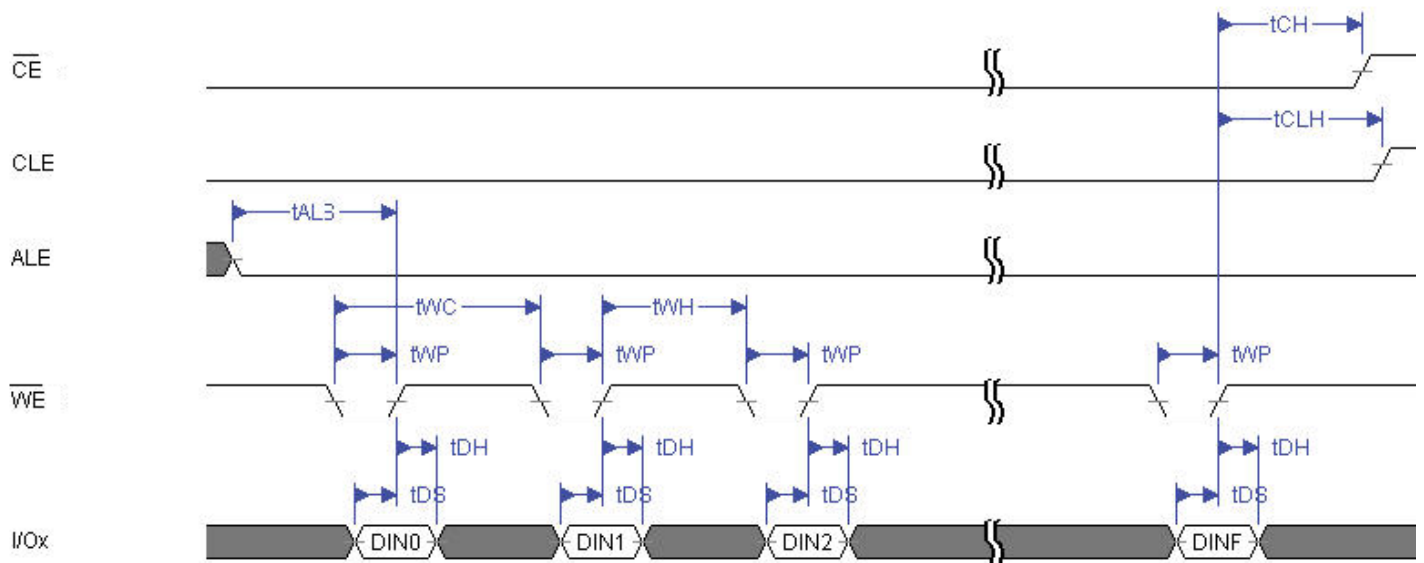 tCH
CE
tCLH
CLE
tALS
ALE
tWC tWH
tWP tWP tWP tWP
WE
tDH tDH tDH tDH
tDS tDS tDS tDS
I/Ox DIN0 DIN1 DIN2 DINF